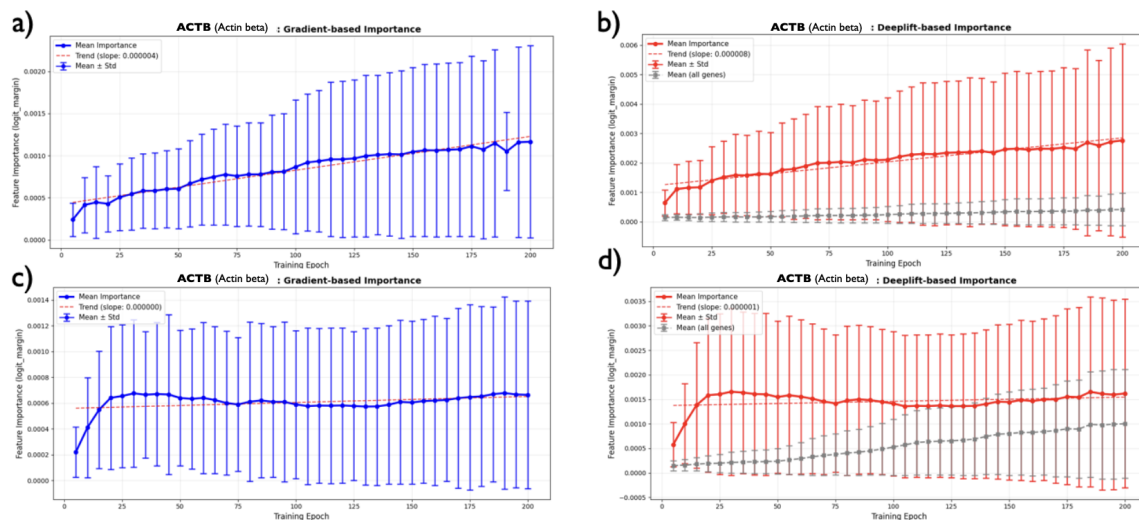 a)
ACTB (Actin beta) : Gradient-based Importance
Feature Importance (logit_margin)
0.0020
0.0015
0.0010
0.0005
0.0000
Mean Importance
Trend (slope: 0.000004)
Mean ± Std
0 25 50 75 100 125 150 175 200
Training Epoch
b)
ACTB (Actin beta) : Deeplift-based Importance
Feature Importance (logit_margin)
0.006
0.005
0.004
0.003
0.002
0.001
0.000
Mean Importance
Trend (slope: 0.000008)
Mean ± Std
Mean (all genes)
0 25 50 75 100 125 150 175 200
Training Epoch
c)
ACTB (Actin beta) : Gradient-based Importance
Feature Importance (logit_margin)
0.0014
0.0012
0.0010
0.0008
0.0006
0.0004
0.0002
0.0000
Mean Importance
Trend (slope: 0.000000)
Mean ± Std
0 25 50 75 100 125 150 175 200
Training Epoch
d)
ACTB (Actin beta) : Deeplift-based Importance
Feature Importance (logit_margin)
0.0035
0.0030
0.0025
0.0020
0.0015
0.0010
0.0005
0.0000
−0.0005
Mean Importance
Trend (slope: 0.000001)
Mean ± Std
Mean (all genes)
0 25 50 75 100 125 150 175 200
Training Epoch